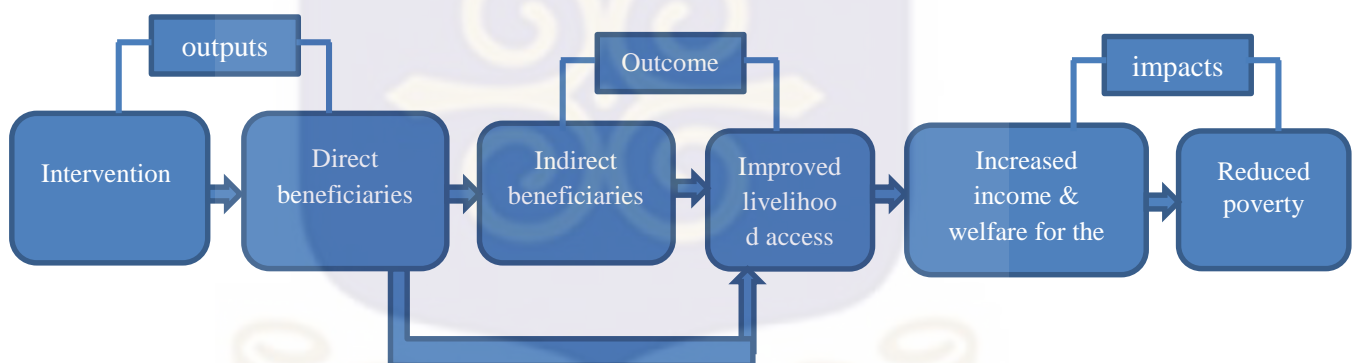 outputs
Outcome
impacts
Intervention
Direct
beneficiaries
Indirect
beneficiaries
Improved
livelihoo
d access
Increased
income &
welfare for the
Reduced
poverty